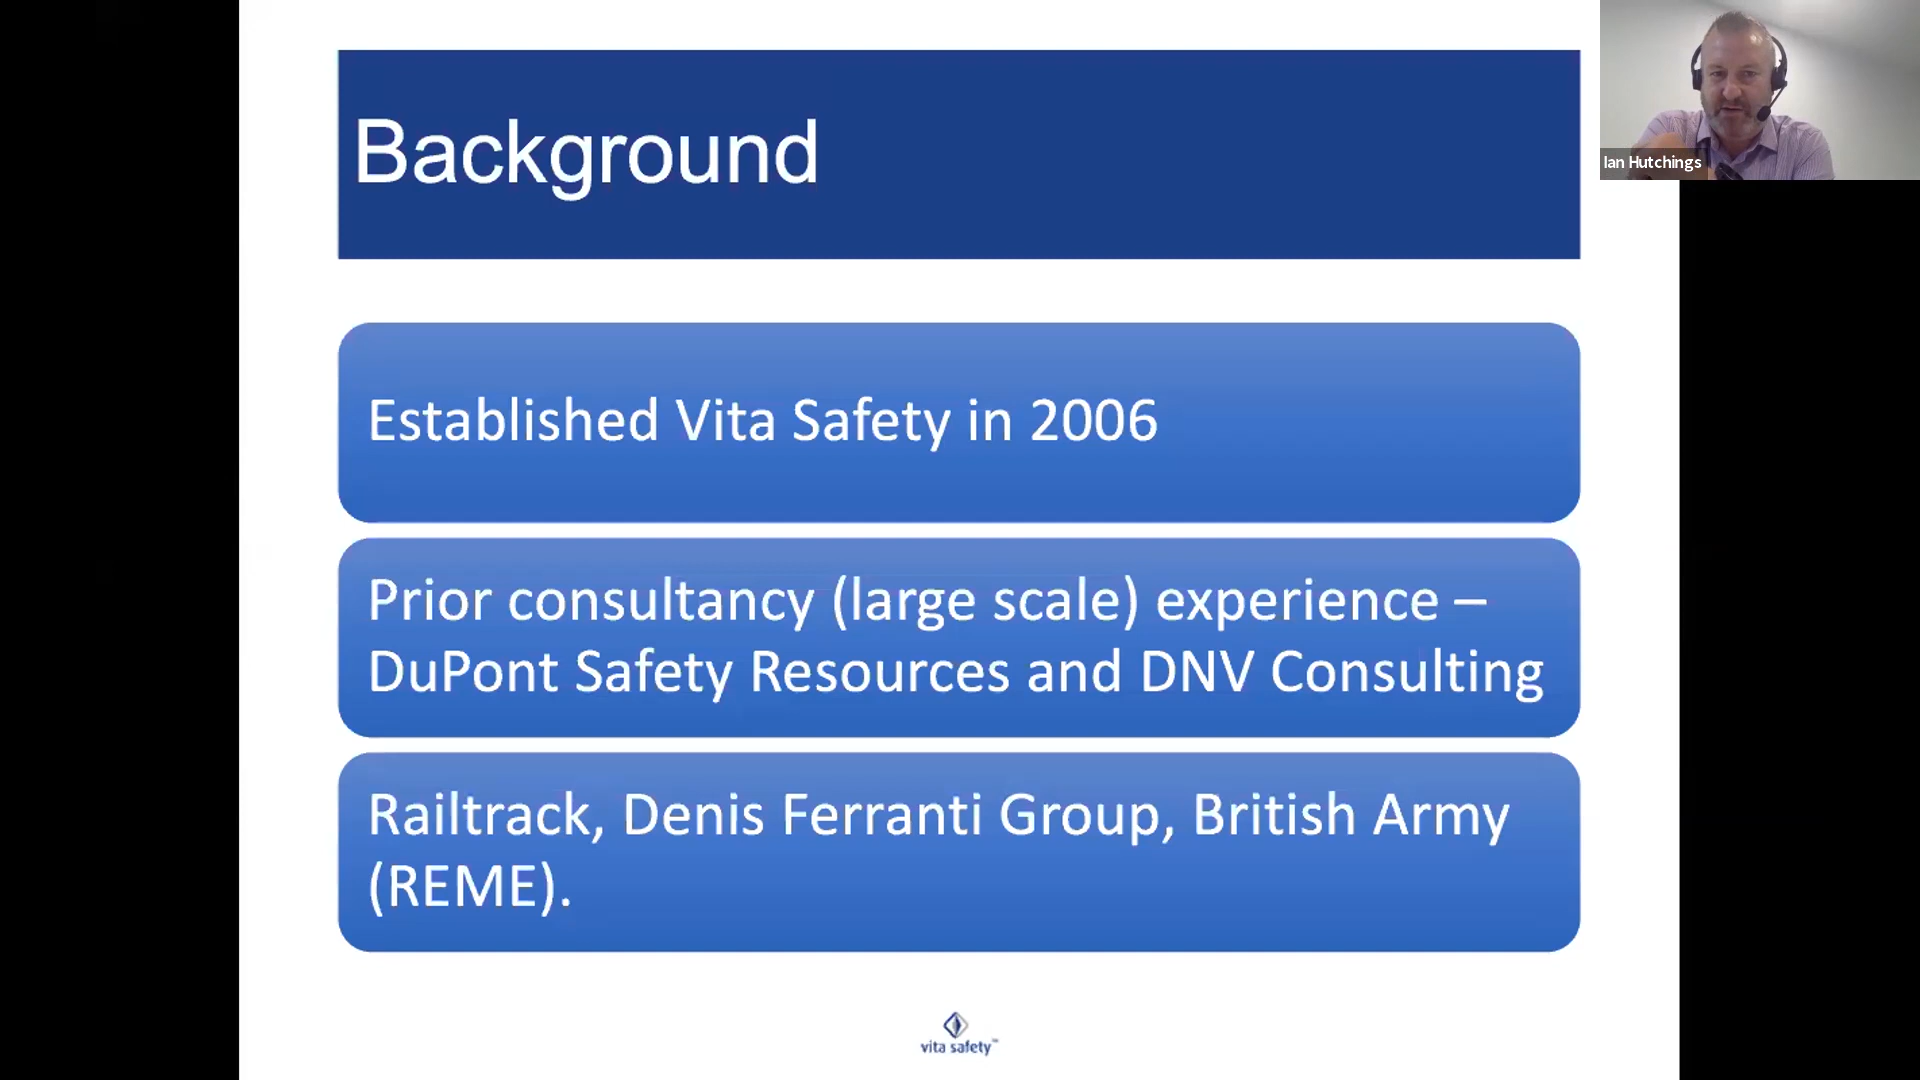 Background
Ian Hutchings
Established Vita Safety in 2006
Prior consultancy (large scale) experience –
DuPont Safety Resources and DNV Consulting
Railtrack, Denis Ferranti Group, British Army
(REME).
vita safety™